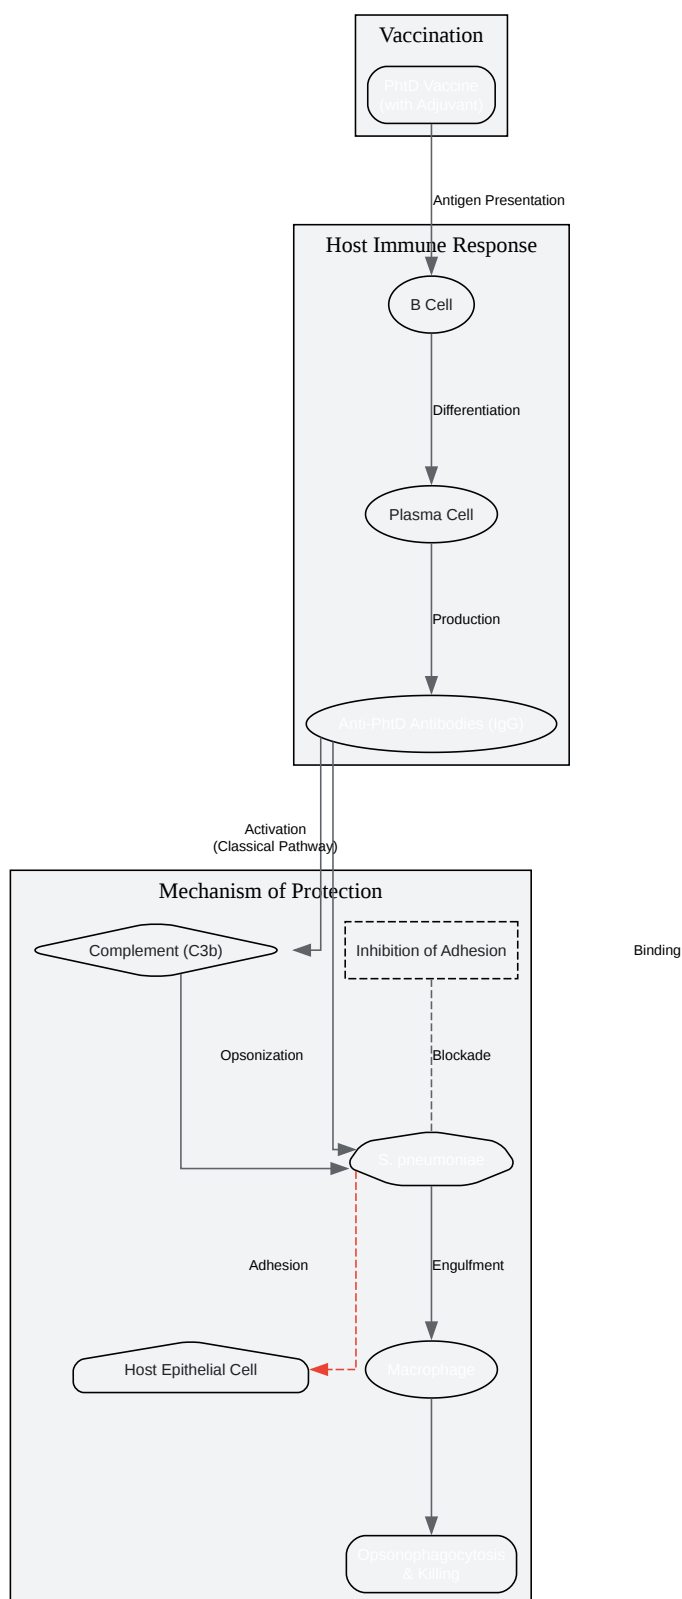 Vaccination
PhtD Vaccine
(with Adjuvant)
Antigen Presentation
Host Immune Response
B Cell
Differentiation
Plasma Cell
Production
Anti-PhtD Antibodies (IgG)
Activation
(Classical Pathway)
Mechanism of Protection
Complement (C3b)
Inhibition of Adhesion
Binding
Opsonization
Blockade
S. pneumoniae
Adhesion
Engulfment
Host Epithelial Cell
Macrophage
Opsonophagocytosis
& Killing